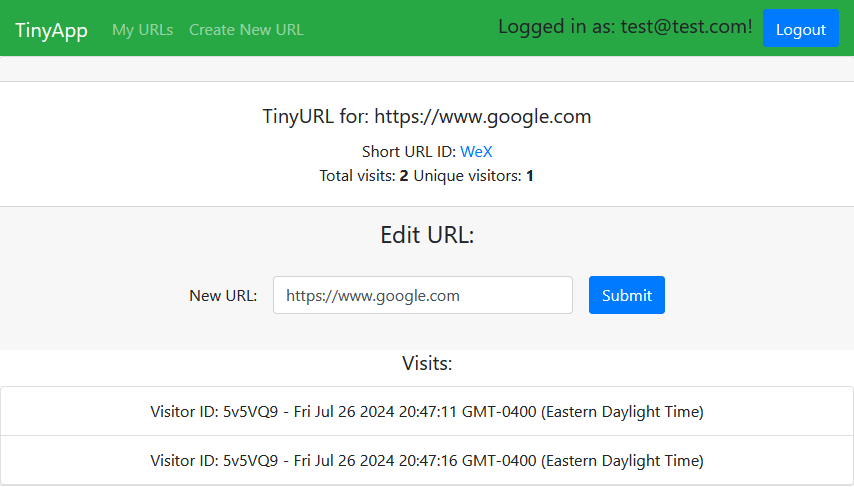 TinyApp My URLs Create New URL Logged in as: test@test.com! Logout
TinyURL for: https://www.google.com
Short URL ID: WeX
Total visits: 2 Unique visitors: 1
Edit URL:
New URL: https://www.google.com Submit
Visits:
Visitor ID: 5v5VQ9 - Fri Jul 26 2024 20:47:11 GMT-0400 (Eastern Daylight Time)
Visitor ID: 5v5VQ9 - Fri Jul 26 2024 20:47:16 GMT-0400 (Eastern Daylight Time)